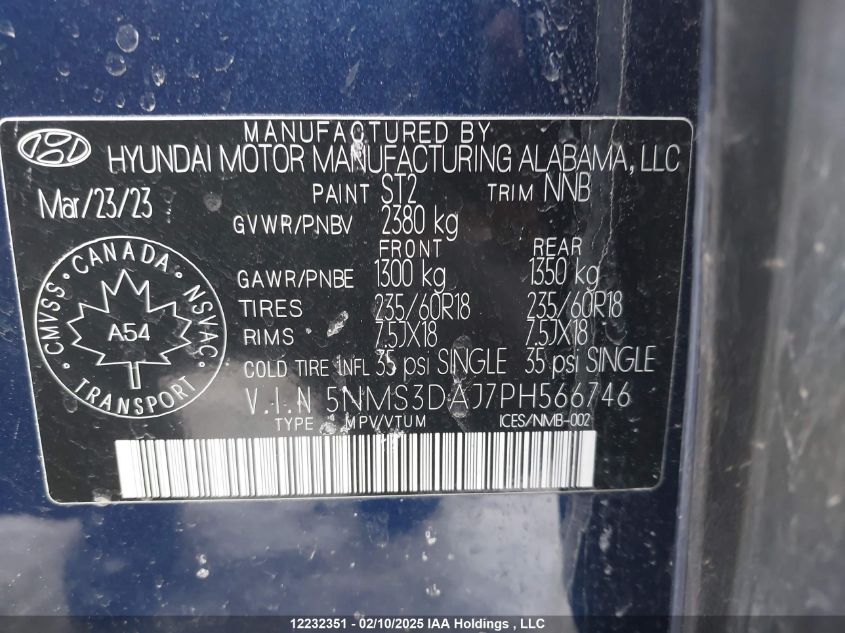 MANUFACTURED BY
HYUNDAI MOTOR MANUFACTURING ALABAMA, LLC
Mar/23/23
PAINT ST2 TRIM NNB
GVWR/PNBV 2380 kg
FRONT REAR
GAWR/PNBE 1300 kg 1350 kg
TIRES 235/60R18 235/60R18
RIMS 7.5JX18 7.5JX18
COLD TIRE INFL 35 psi SINGLE 35 psi SINGLE
V.I.N 5NMS3DAJ7PH566746
TYPE MPV/VTUM ICES/NMB-002
CMVSS · CANADA · NSVAC ·
A54
TRANSPORT
12232351 - 02/10/2025 IAA Holdings , LLC